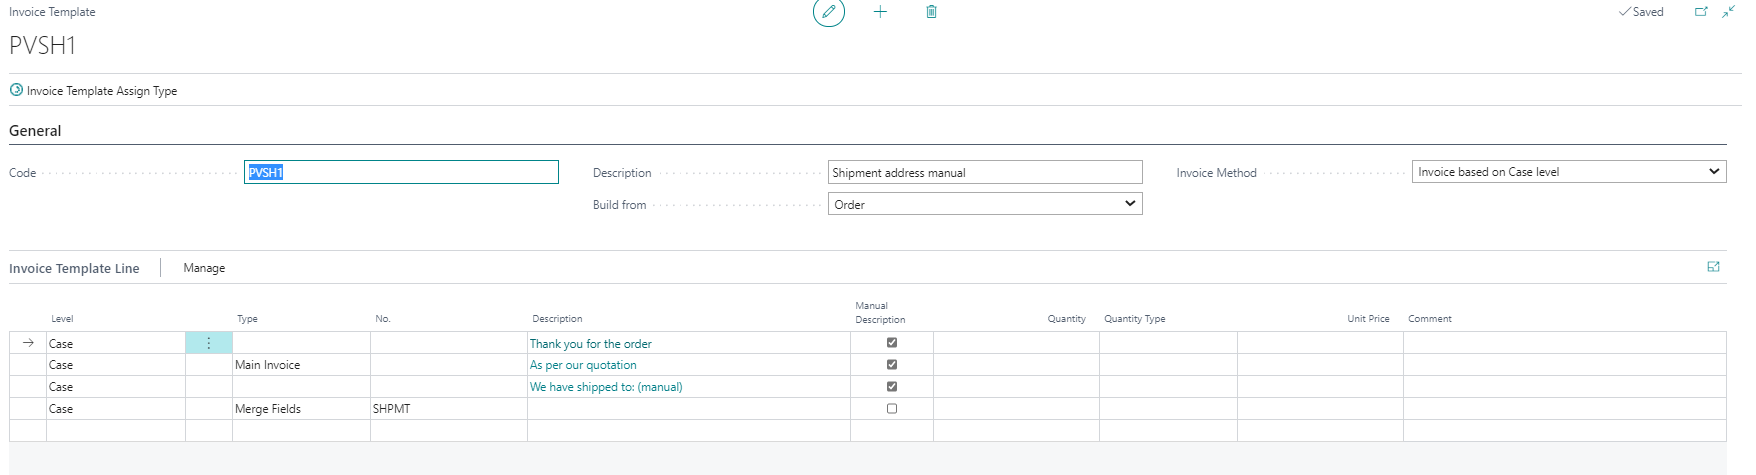 Invoice Template
Saved
PVSH1
Invoice Template Assign Type
General
Code PVSH1 Description Shipment address manual Invoice Method Invoice based on Case level
Build from Order
Invoice Template Line Manage
Level Type No. Description Manual Description Quantity Quantity Type Unit Price Comment
Case Thank you for the order
Case Main Invoice As per our quotation
Case We have shipped to: (manual)
Case Merge Fields SHPMT